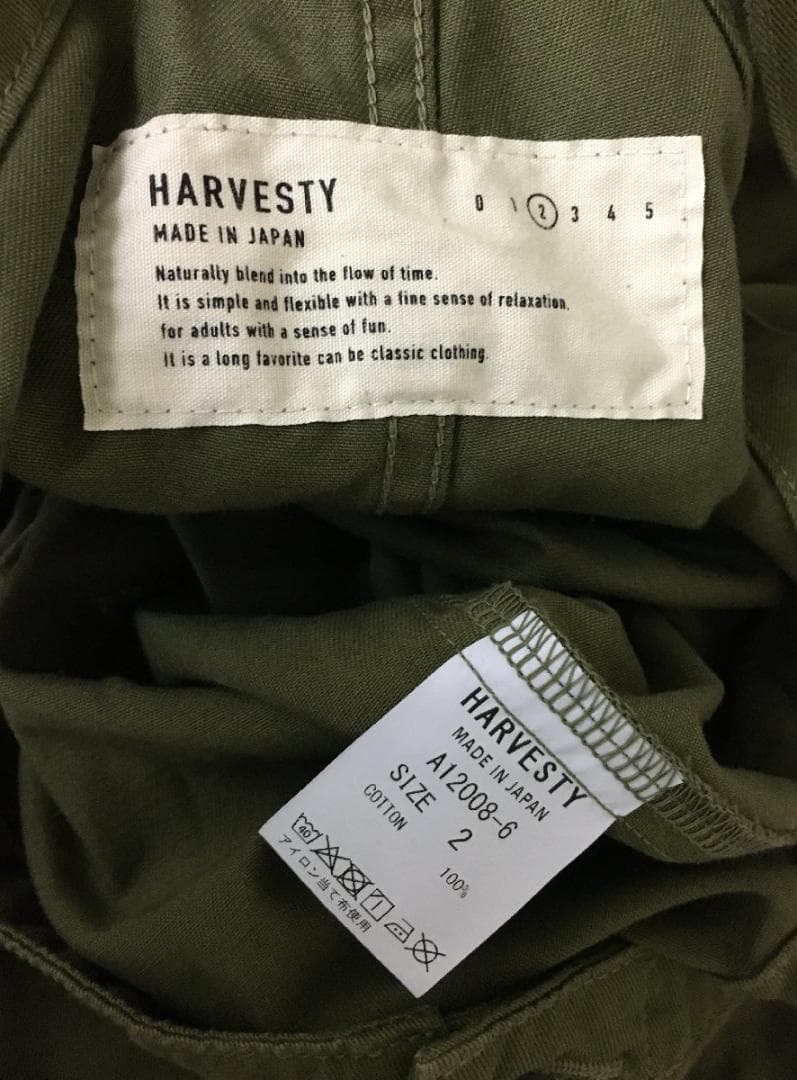 HARVESTY
0 1 2 3 4 5
MADE IN JAPAN
Naturally blend into the flow of time.
It is simple and flexible with a fine sense of relaxation.
for adults with a sense of fun.
It is a long favorite can be classic clothing.
HARVESTY
MADE IN JAPAN
A12008-6
SIZE 2
COTTON 100%
40
アイロン当て布使用